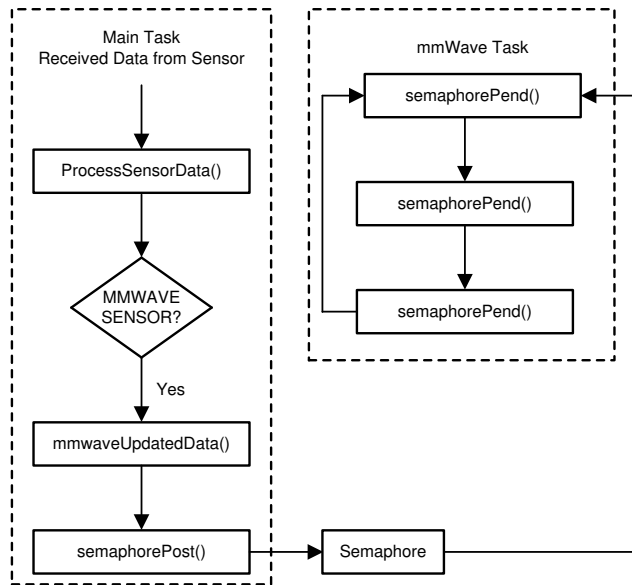 Main Task
Received Data from Sensor
ProcessSensorData()
MMWAVE
SENSOR?
Yes
mmwaveUpdatedData()
semaphorePost()
Semaphore
mmWave Task
semaphorePend()
semaphorePend()
semaphorePend()